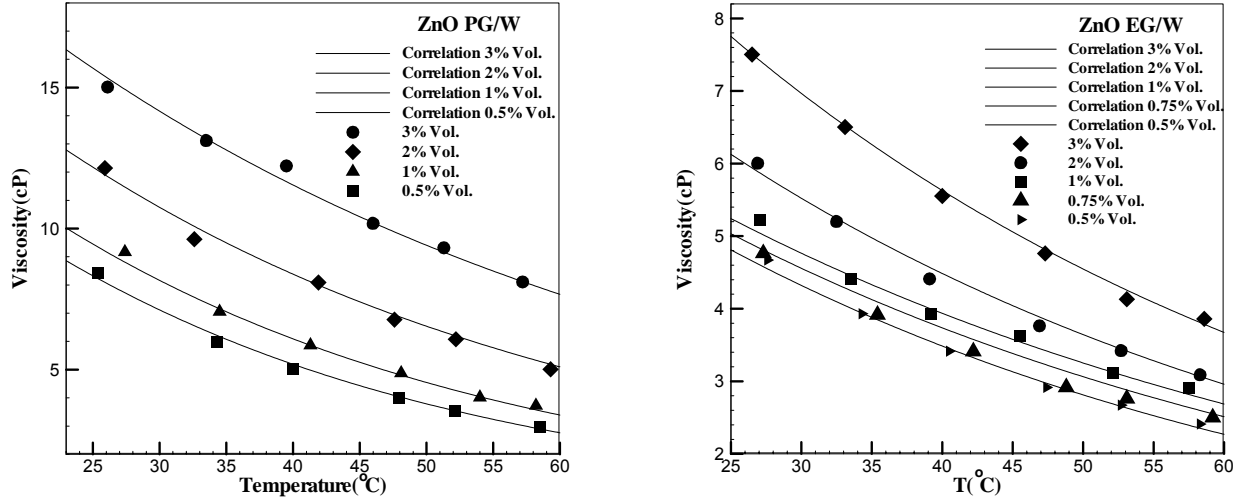 ZnO PG/W
Correlation 3% Vol.
Correlation 2% Vol.
Correlation 1% Vol.
Correlation 0.5% Vol.
3% Vol.
2% Vol.
1% Vol.
0.5% Vol.
15
10
5
Viscosity(cP)
25 30 35 40 45 50 55 60
Temperature(°C)
ZnO EG/W
Correlation 3% Vol.
Correlation 2% Vol.
Correlation 1% Vol.
Correlation 0.75% Vol.
Correlation 0.5% Vol.
3% Vol.
2% Vol.
1% Vol.
0.75% Vol.
0.5% Vol.
8
7
6
5
4
3
2
Viscosity(cP)
25 30 35 40 45 50 55 60
T(°C)